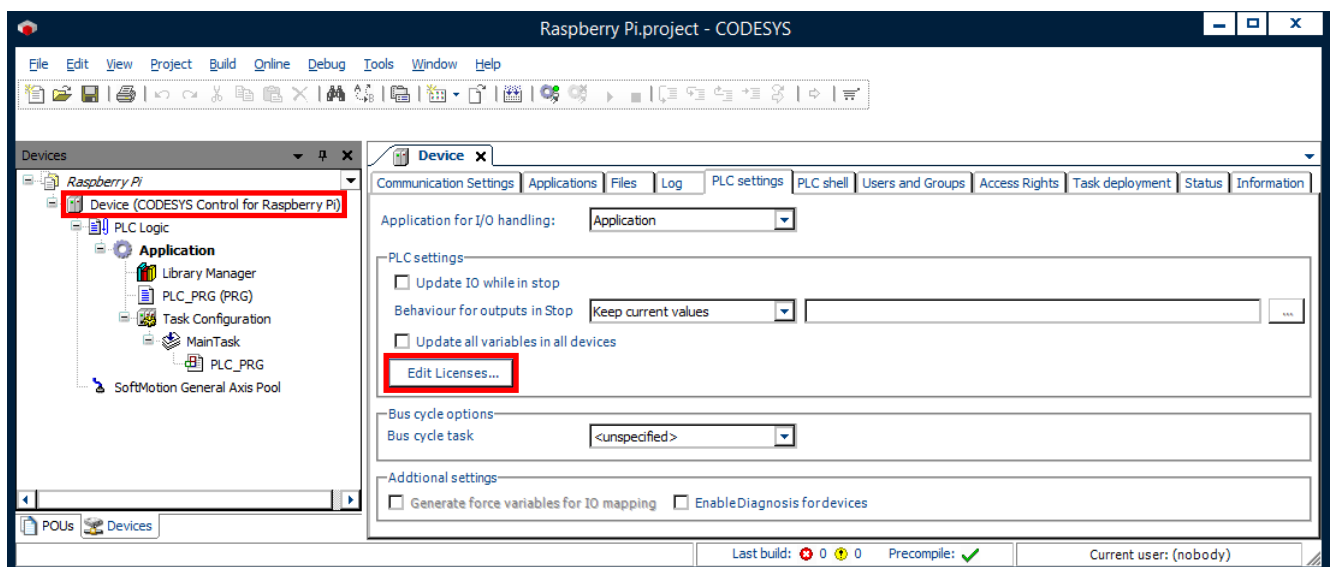 Raspberry Pi.project - CODESYS
File Edit View Project Build Online Debug Tools Window Help
Devices
Raspberry Pi
Device (CODESYS Control for Raspberry Pi)
PLC Logic
Application
Library Manager
PLC_PRG (PRG)
Task Configuration
MainTask
PLC_PRG
SoftMotion General Axis Pool
POUs Devices
Device
Communication Settings Applications Files Log PLC settings PLC shell Users and Groups Access Rights Task deployment Status Information
Application for I/O handling: Application
PLC settings
Update IO while in stop
Behaviour for outputs in Stop Keep current values ...
Update all variables in all devices
Edit Licenses...
Bus cycle options
Bus cycle task <unspecified>
Addtional settings
Generate force variables for IO mapping Enable Diagnosis for devices
Last build: 0 0 Precompile: Current user: (nobody)